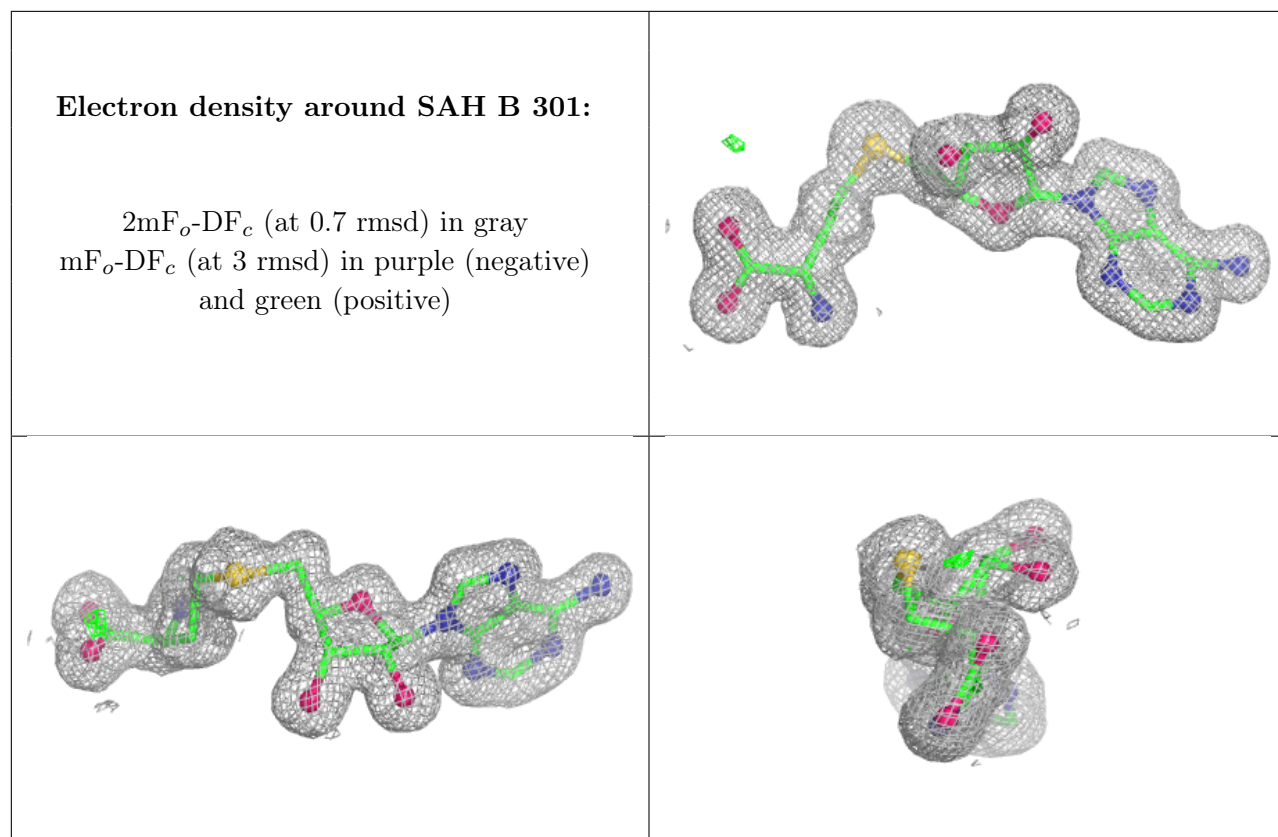 Electron density around SAH B 301:
2mFo-DFc (at 0.7 rmsd) in gray
mFo-DFc (at 3 rmsd) in purple (negative)
and green (positive)